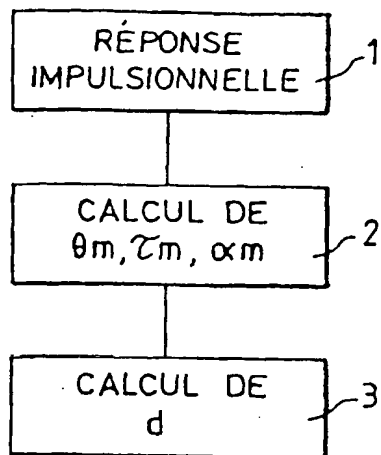 RÉPONSE
IMPULSIONNELLE
1
CALCUL DE
θm, τm, αm
2
CALCUL DE
d
3